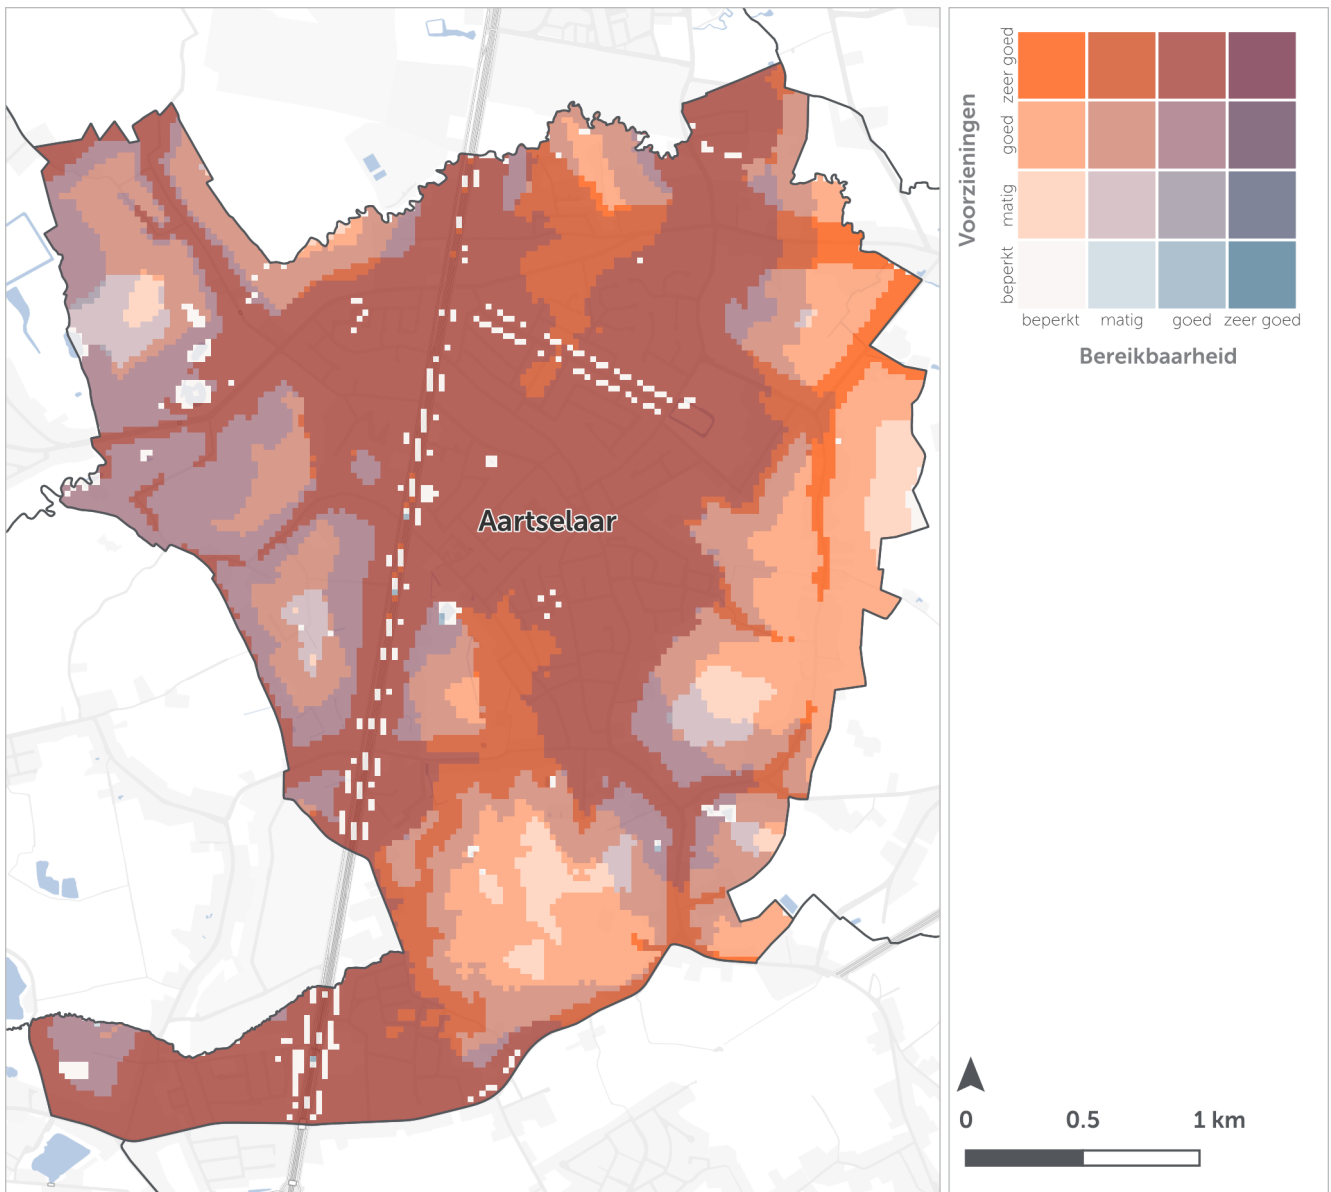 Aartselaar
Voorzieningen
zeer goed
goed
matig
beperkt
beperkt matig goed zeer goed
Bereikbaarheid
0 0.5 1 km